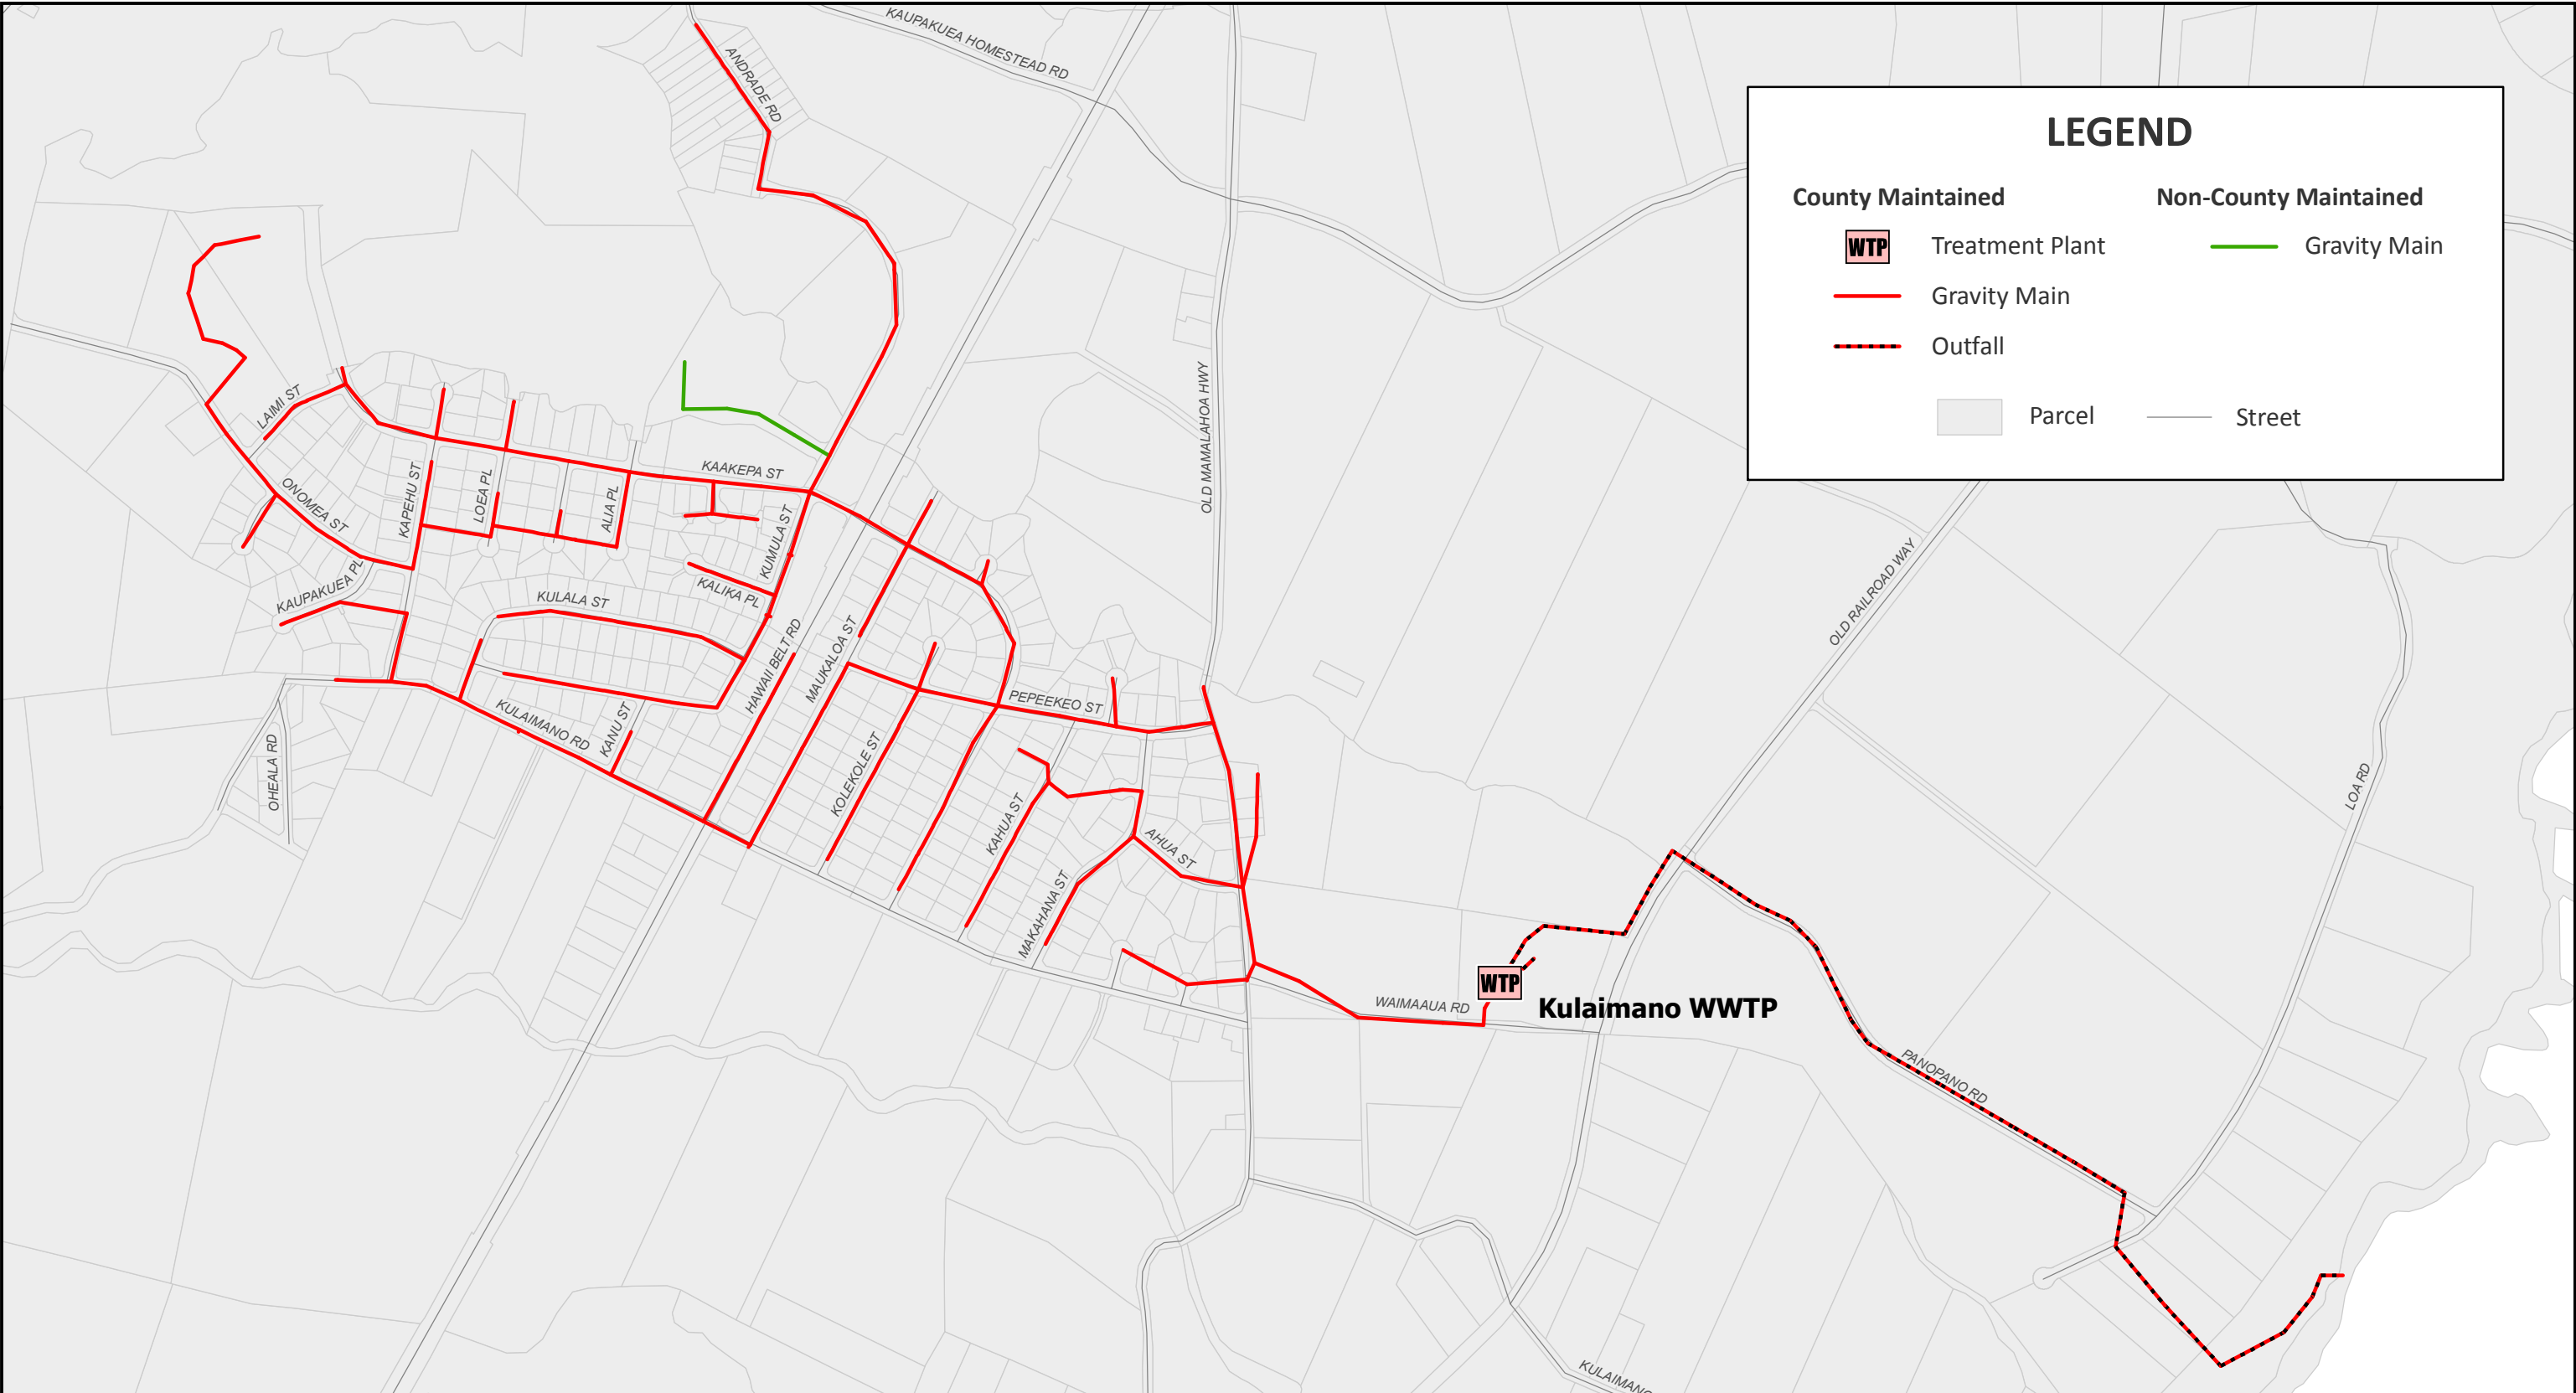 KAUPAKUEA HOMESTEAD RD
ANDRADE RD
LEGEND
County Maintained
Non-County Maintained
WTP Treatment Plant
Gravity Main
Gravity Main
Outfall
Parcel
Street
LAIMI ST
OLD MAMALAHOA HWY
KAAKEPA ST
ONOMEA ST
KAPEHU ST
LOEA PL
ALIA PL
KUMULA ST
KAUPAKUEA PL
KALIKA PL
KULALA ST
OLD RAILROAD WAY
HAWAII BELT RD
MAUKALOA ST
PEPEEKEO ST
KULAIMANO RD
KANU ST
OHEALA RD
KOLEKOLE ST
KAHUA ST
AHUA ST
MAKAHANA ST
LOA RD
WTP
Kulaimano WWTP
WAIMAAUA RD
PANOPANO RD
KULAIMANO